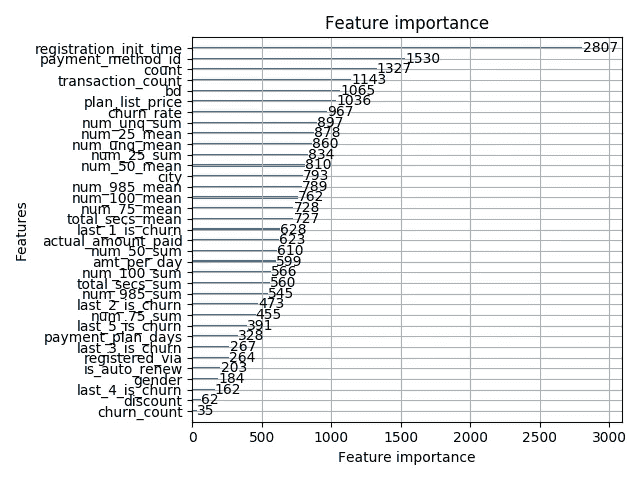 Feature importance
registration_init_time 2807
payment_method_id 1530
count 1327
transaction_count 1143
bd 1065
plan_list_price 1036
churn_rate 967
num_unq_sum 897
num_25_mean 878
num_unq_mean 860
num_25_sum 834
num_50_mean 810
city 793
num_985_mean 789
num_100_mean 762
num_75_mean 728
total_secs_mean 727
last_1_is_churn 628
actual_amount_paid 623
num_50_sum 610
amt_per_day 599
num_100_sum 566
total_secs_sum 560
num_985_sum 545
last_2_is_churn 473
num_75_sum 455
last_5_is_churn 391
payment_plan_days 328
last_3_is_churn 267
registered_via 264
is_auto_renew 203
gender 184
last_4_is_churn 162
discount 62
churn_count 35
Features
0 500 1000 1500 2000 2500 3000
Feature importance